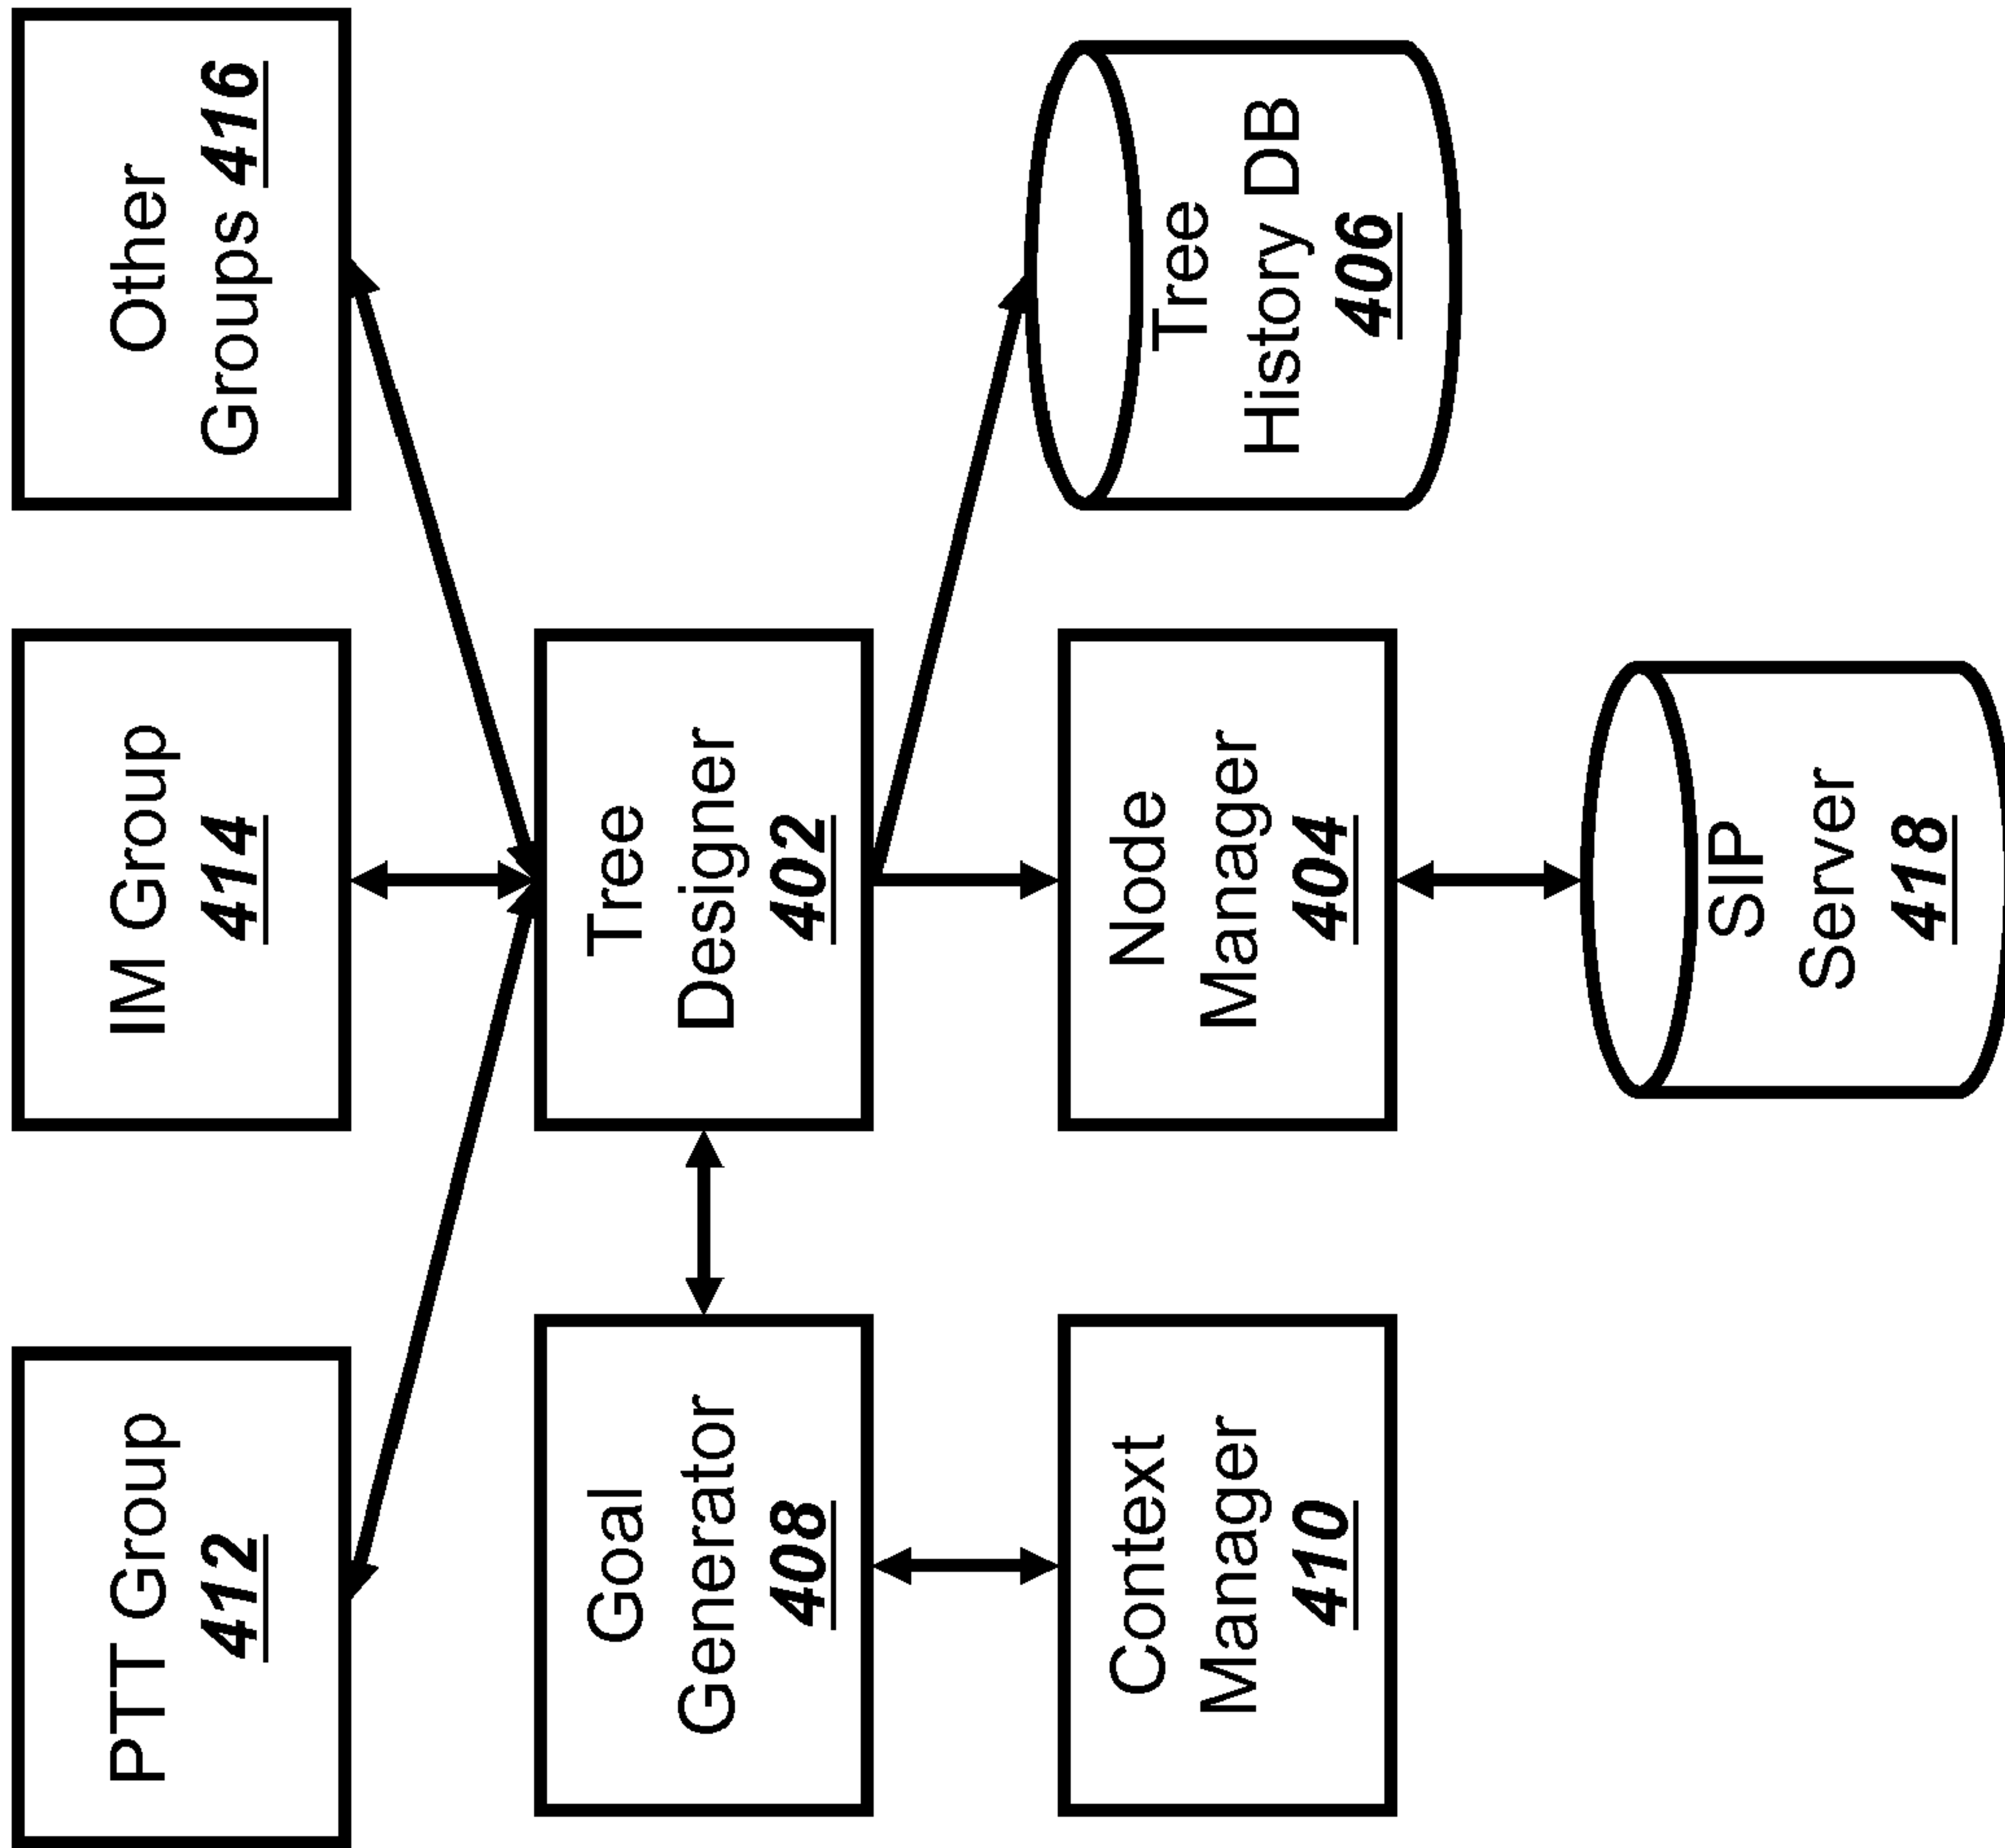 PTT Group
412
IM Group
414
Other
Groups 416
Goal
Generator
408
Tree
Designer
402
Context
Manager
410
Node
Manager
404
Tree
History DB
406
SIP
Server
418